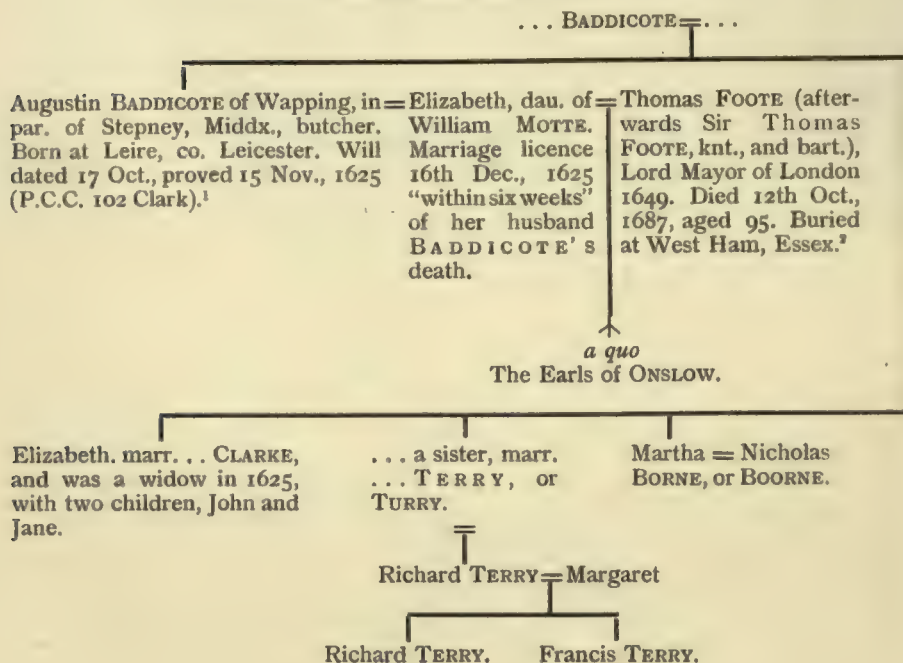 ... BADDICOTE=...
Augustin BADDICOTE of Wapping, in
par. of Stepney, Middx., butcher.
Born at Leire, co. Leicester. Will
dated 17 Oct., proved 15 Nov., 1625
(P.C.C. 102 Clark).¹
=Elizabeth, dau. of
William MOTTE.
Marriage licence
16th Dec., 1625
"within six weeks"
of her husband
BADDICOTE'S
death.
=Thomas FOOTE (after-
wards Sir Thomas
FOOTE, knt., and bart.),
Lord Mayor of London
1649. Died 12th Oct.,
1687, aged 95. Buried
at West Ham, Essex.²
a quo
The Earls of ONSLOW.
Elizabeth. marr... CLARKE,
and was a widow in 1625,
with two children, John and
Jane.
... a sister, marr.
... TERRY, or
TURRY.
Martha = Nicholas
BORNE, or BOORNE.
=
Richard TERRY=Margaret
Richard TERRY. Francis TERRY.